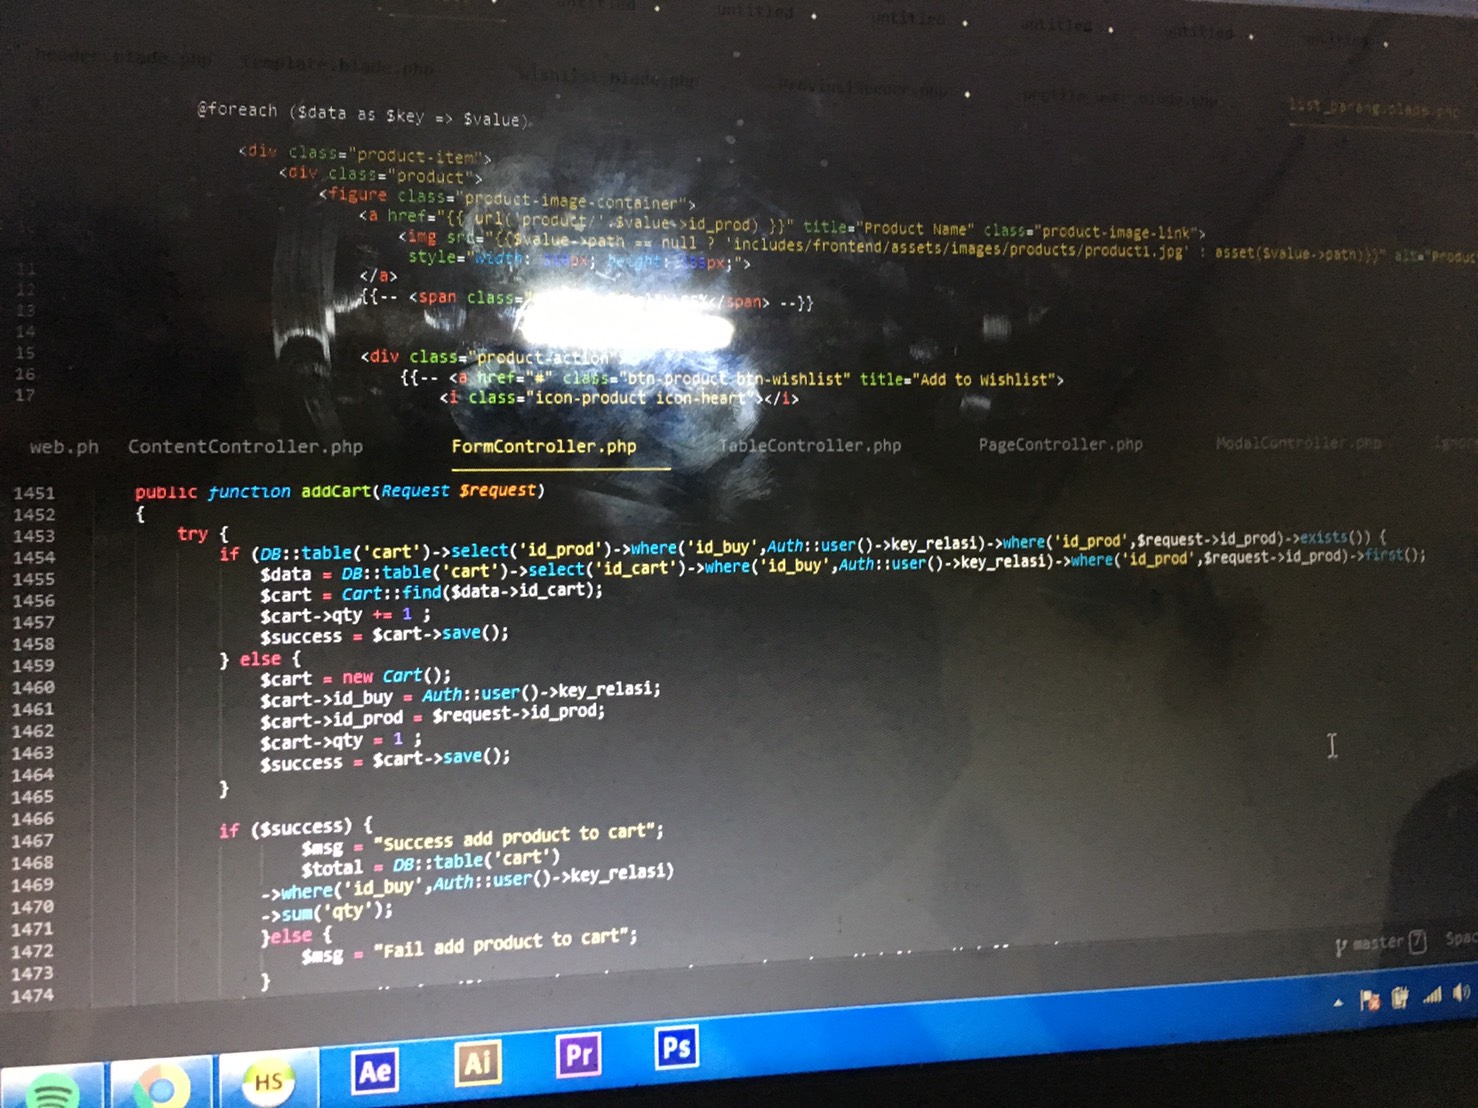 untitled untitled untitled untitled untitled
header.blade.php template.blade.php wishlist.blade.php list_barang.blade.php
@foreach ($data as $key => $value)
<div class="product-item">
<div class="product">
<figure class="product-image-container">
<a href="{{ url('product/'.$value->id_prod) }}" title="Product Name" class="product-image-link">
<img src="{{$value->path == null ? 'includes/frontend/assets/images/products/product1.jpg' : asset($value->path)}}" alt="Produc
11 style="width: px; height: px;">
12 </a>
13 {{-- <span class= </span> --}}
14
15 <div class="product-action">
16 {{-- <a href="#" class="btn-product btn-wishlist" title="Add to Wishlist">
17 <i class="icon-product icon-heart"></i>
web.ph ContentController.php FormController.php TableController.php PageController.php ModalController.php
1451 public function addCart(Request $request)
1452 {
1453 try {
1454 if (DB::table('cart')->select('id_prod')->where('id_buy',Auth::user()->key_relasi)->where('id_prod',$request->id_prod)->exists()) {
1455 $data = DB::table('cart')->select('id_cart')->where('id_buy',Auth::user()->key_relasi)->where('id_prod',$request->id_prod)->first();
1456 $cart = Cart::find($data->id_cart);
1457 $cart->qty += 1 ;
1458 $success = $cart->save();
1459 } else {
1460 $cart = new Cart();
1461 $cart->id_buy = Auth::user()->key_relasi;
1462 $cart->id_prod = $request->id_prod;
1463 $cart->qty = 1 ;
1464 $success = $cart->save();
1465 }
1466
1467 if ($success) {
1468 $msg = "Success add product to cart";
1469 $total = DB::table('cart')
1470 ->where('id_buy',Auth::user()->key_relasi)
1471 ->sum('qty');
1472 }else {
1473 $msg = "Fail add product to cart";
1474 }
master 7 Spac
HS Ae Ai Pr Ps